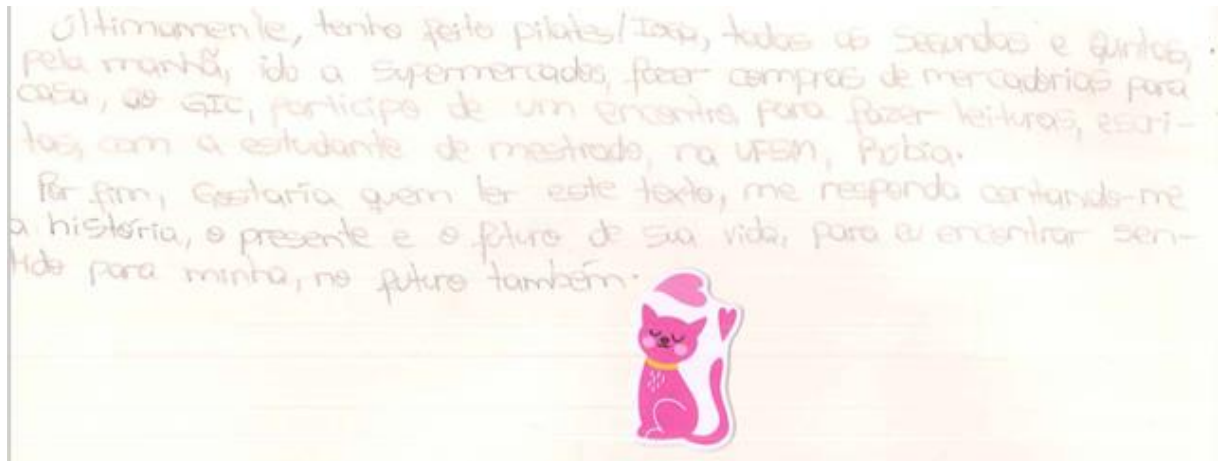 Ultimamente, tenho feito pilates/Ioga, todas as segundas e quintas,
pela manhã, ido a supermercados, fazer compras de mercadorias para
casa, ao GIC, participo de um encontro para fazer leituras, escri-
tas, com a estudante de mestrado, na UFSM,
Por fim, Gostaria quem ler este texto, me responda contando-me
a história, o presente e o futuro de sua vida, para eu encontrar sen-
tido para minha, no futuro também.